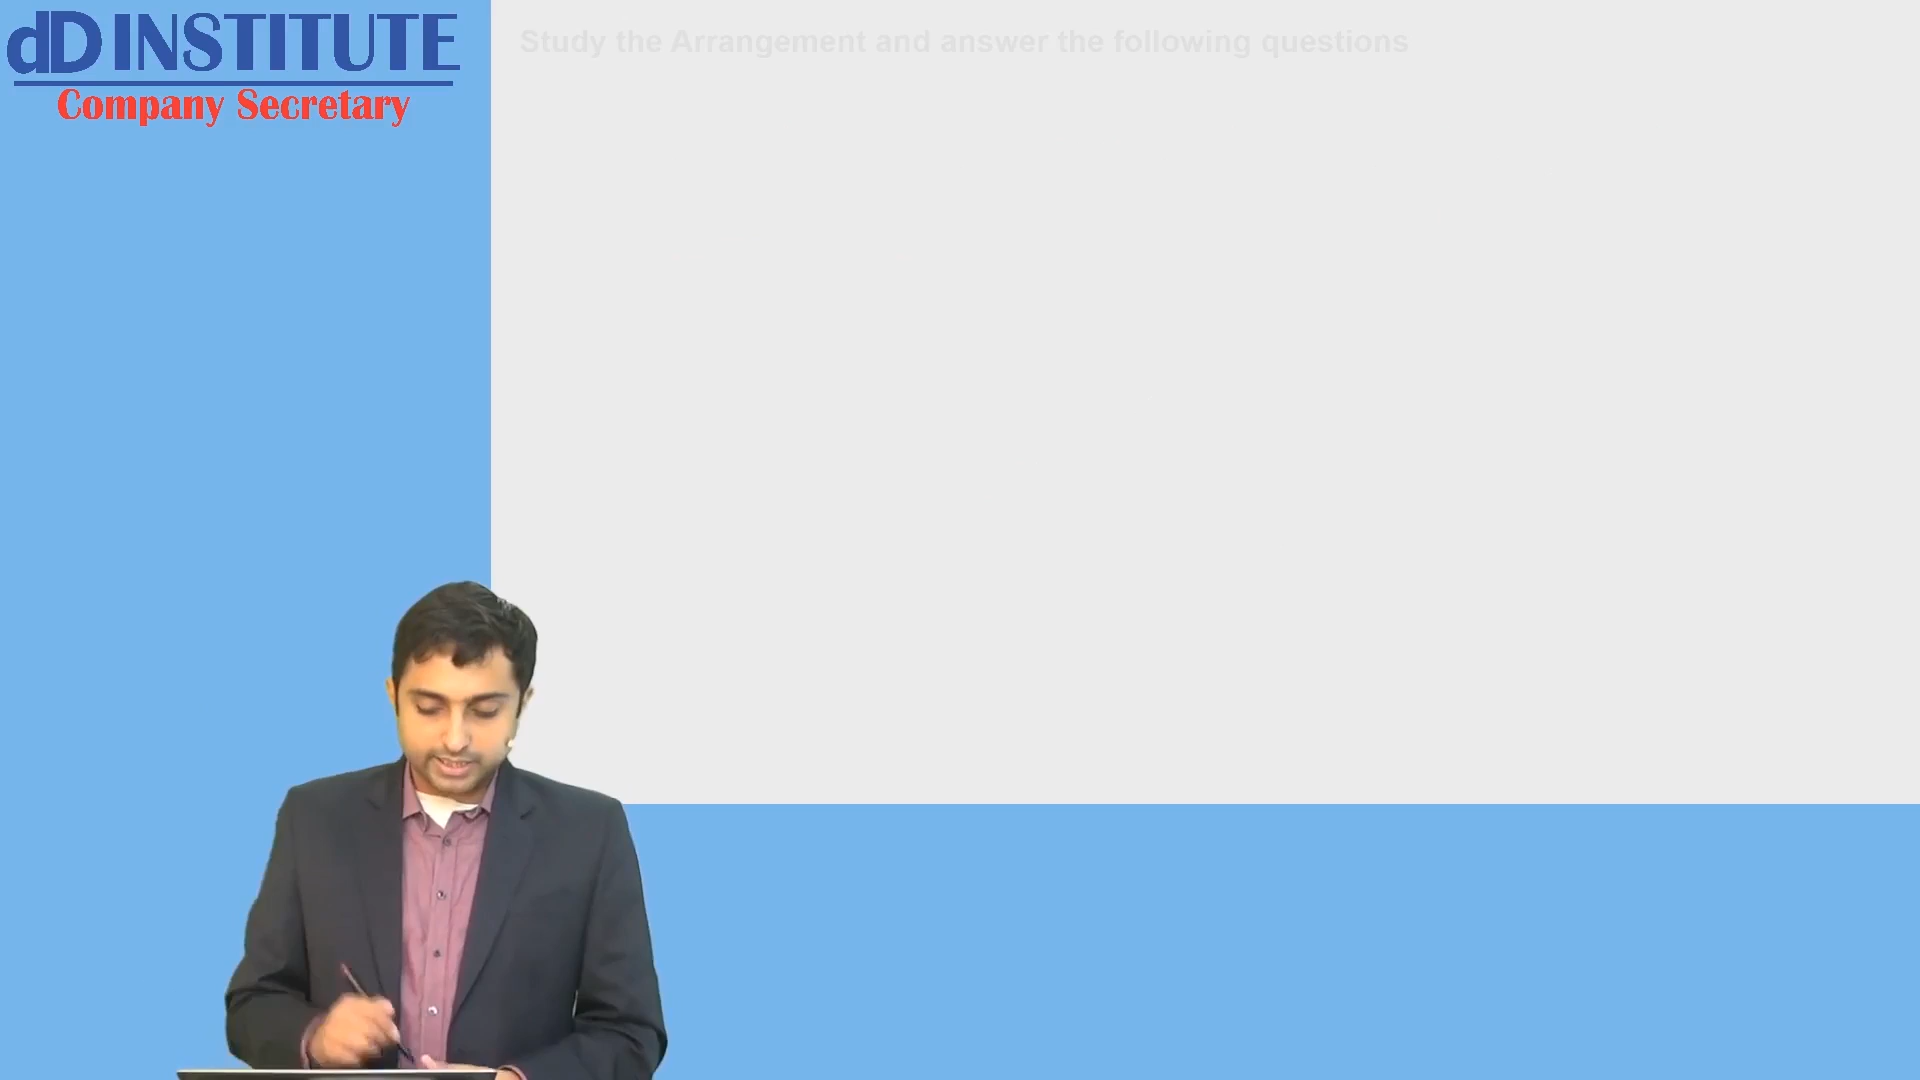 dD INSTITUTE
Company Secretary
Study the Arrangement and answer the following questions